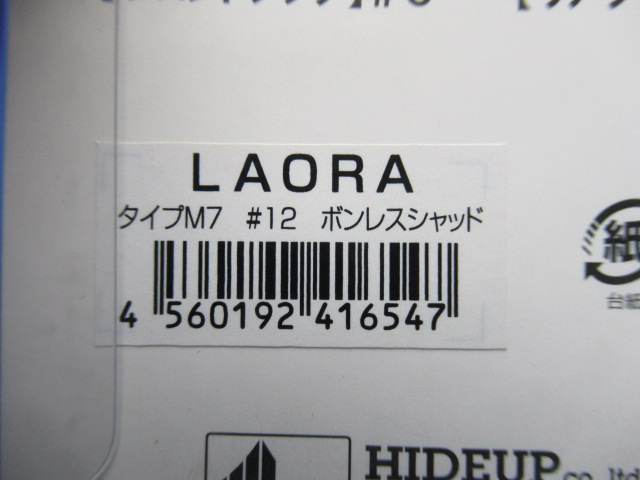 LAORA
タイプM7 #12 ボンレスシャッド
4 560192 416547
紙
台紙
HIDEUP co., ltd